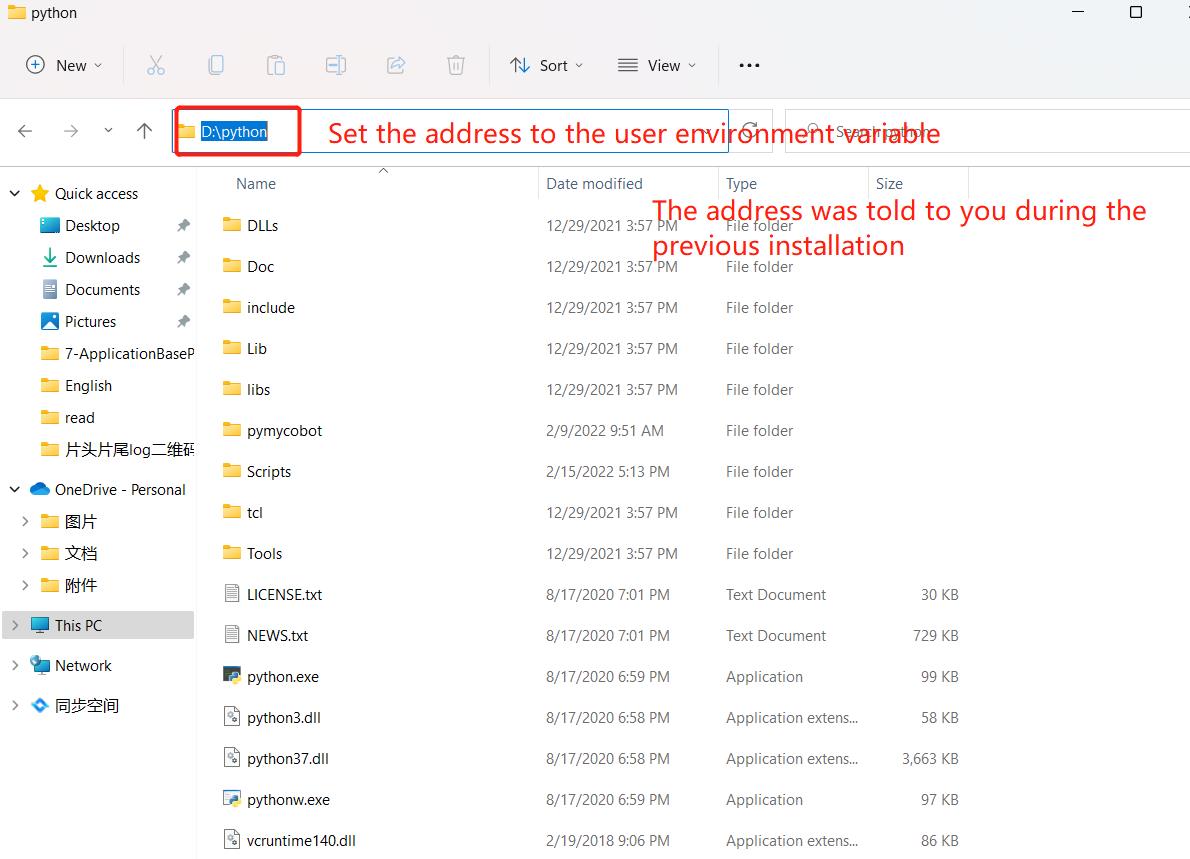 python
New
Sort
View
D:\python
Set the address to the user environment variable
Search python
Name
Date modified
Type
Size
The address was told to you during the
previous installation
Quick access
Desktop
Downloads
Documents
Pictures
7-ApplicationBaseP
English
read
片头片尾log二维码
OneDrive - Personal
图片
文档
附件
This PC
Network
同步空间
DLLs 12/29/2021 3:57 PM File folder
Doc 12/29/2021 3:57 PM File folder
include 12/29/2021 3:57 PM File folder
Lib 12/29/2021 3:57 PM File folder
libs 12/29/2021 3:57 PM File folder
pymycobot 2/9/2022 9:51 AM File folder
Scripts 2/15/2022 5:13 PM File folder
tcl 12/29/2021 3:57 PM File folder
Tools 12/29/2021 3:57 PM File folder
LICENSE.txt 8/17/2020 7:01 PM Text Document 30 KB
NEWS.txt 8/17/2020 7:01 PM Text Document 729 KB
python.exe 8/17/2020 6:59 PM Application 99 KB
python3.dll 8/17/2020 6:58 PM Application extens... 58 KB
python37.dll 8/17/2020 6:58 PM Application extens... 3,663 KB
pythonw.exe 8/17/2020 6:59 PM Application 97 KB
vcruntime140.dll 2/19/2018 9:06 PM Application extens... 86 KB